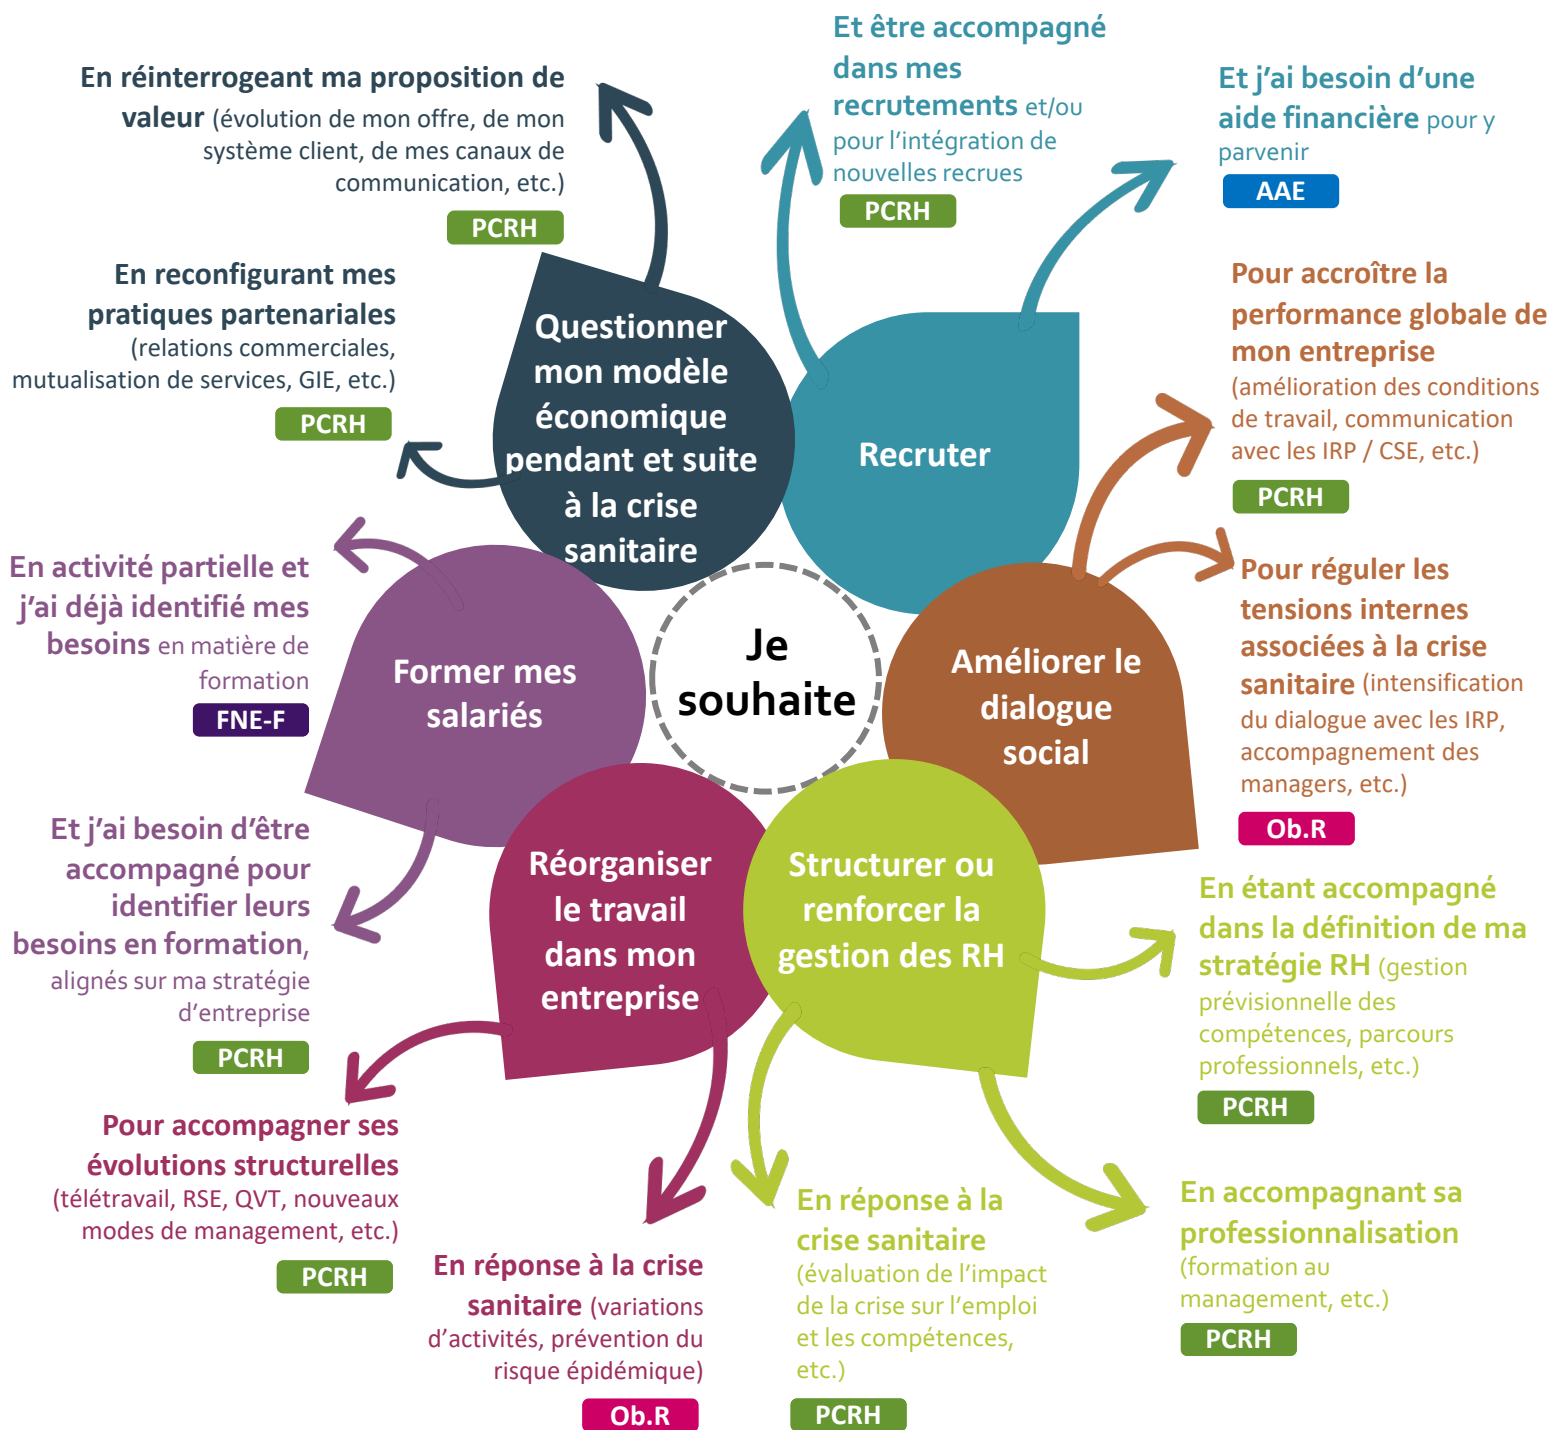 En réinterrogeant ma proposition de
valeur (évolution de mon offre, de mon
système client, de mes canaux de
communication, etc.)
PCRH
En reconfigurant mes
pratiques partenariales
(relations commerciales,
mutualisation de services, GIE, etc.)
PCRH
Questionner
mon modèle
économique
pendant et suite
à la crise
sanitaire
Et être accompagné
dans mes
recrutements et/ou
pour l'intégration de
nouvelles recrues
PCRH
Et j'ai besoin d'une
aide financière pour y
parvenir
AAE
Recruter
Pour accroître la
performance globale de
mon entreprise
(amélioration des conditions
de travail, communication
avec les IRP / CSE, etc.)
PCRH
Pour réguler les
tensions internes
associées à la crise
sanitaire (intensification
du dialogue avec les IRP,
accompagnement des
managers, etc.)
Ob.R
Améliorer le
dialogue
social
Je
souhaite
En activité partielle et
j'ai déjà identifié mes
besoins en matière de
formation
FNE-F
Former mes
salariés
Et j'ai besoin d'être
accompagné pour
identifier leurs
besoins en formation,
alignés sur ma stratégie
d'entreprise
PCRH
Réorganiser
le travail
dans mon
entreprise
Pour accompagner ses
évolutions structurelles
(télétravail, RSE, QVT, nouveaux
modes de management, etc.)
PCRH
En réponse à la crise
sanitaire (variations
d'activités, prévention du
risque épidémique)
Ob.R
Structurer ou
renforcer la
gestion des RH
En réponse à la
crise sanitaire
(évaluation de l'impact
de la crise sur l'emploi
et les compétences,
etc.)
PCRH
En étant accompagné
dans la définition de ma
stratégie RH (gestion
prévisionnelle des
compétences, parcours
professionnels, etc.)
PCRH
En accompagnant sa
professionnalisation
(formation au
management, etc.)
PCRH